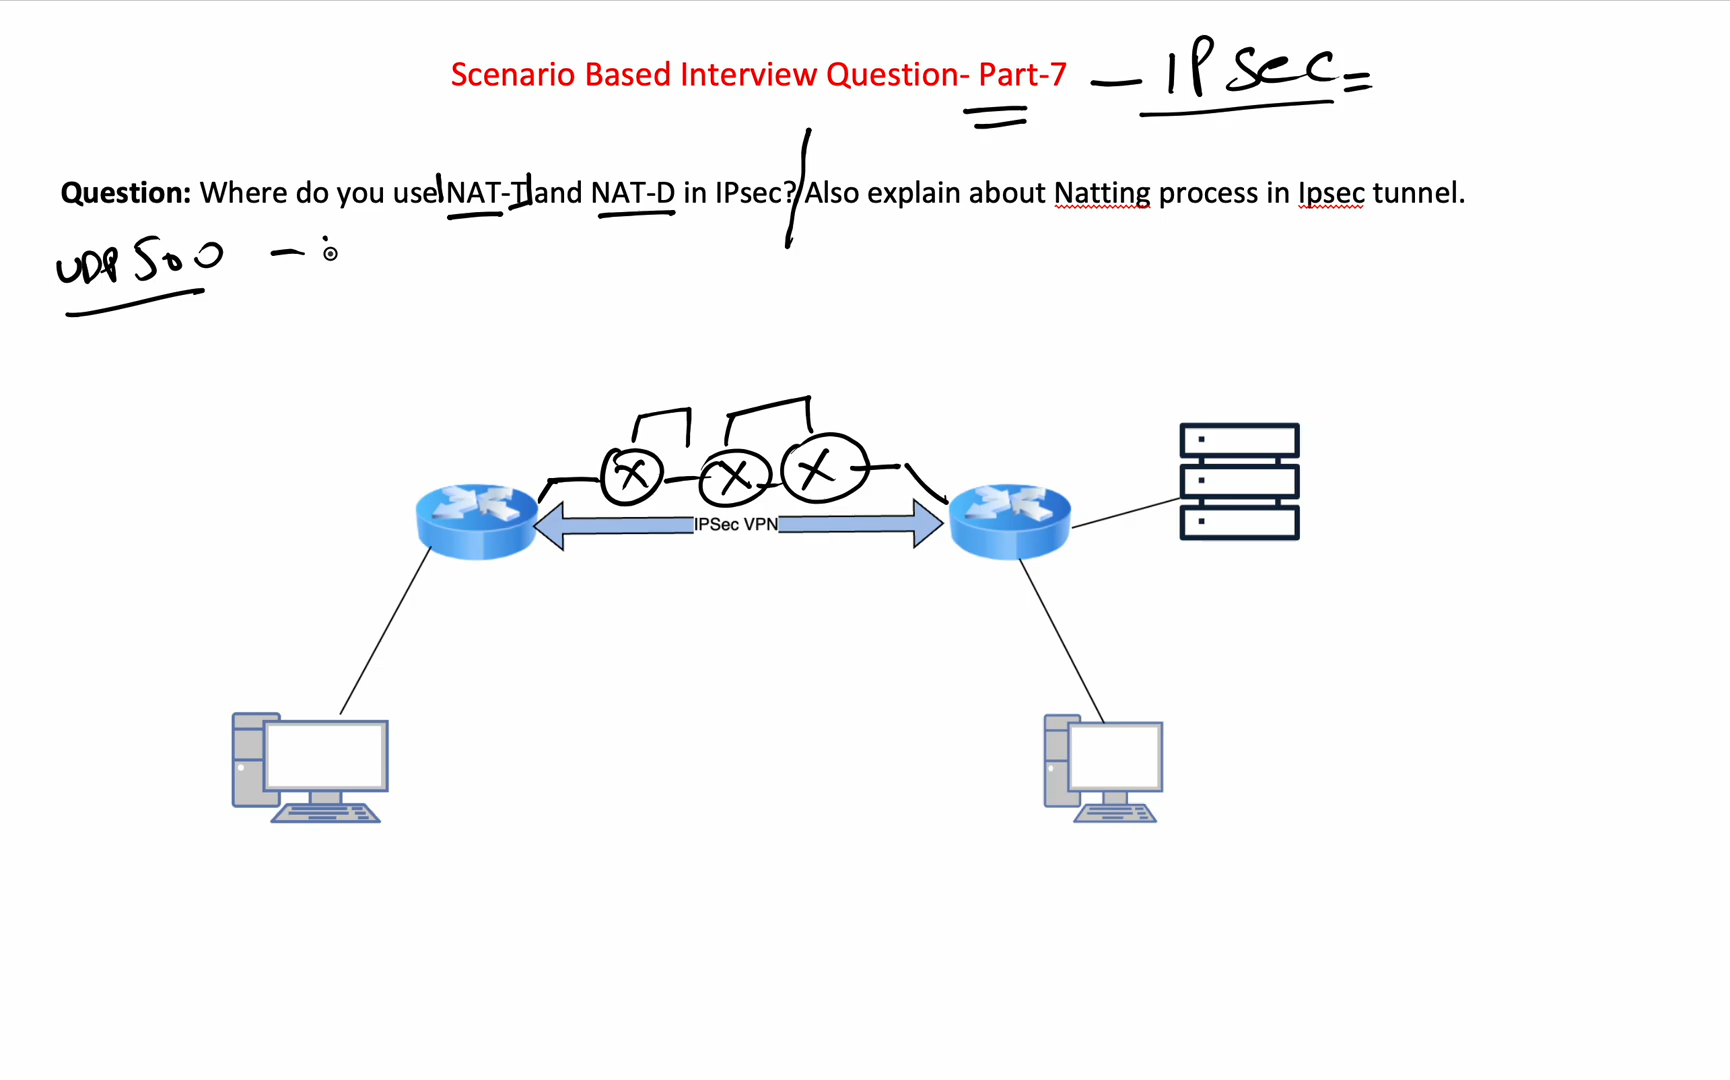 Scenario Based Interview Question- Part-7 — IPsec
Question: Where do you use NAT-T and NAT-D in IPsec? Also explain about Natting process in Ipsec tunnel.
UDP 500 –
IPSec VPN